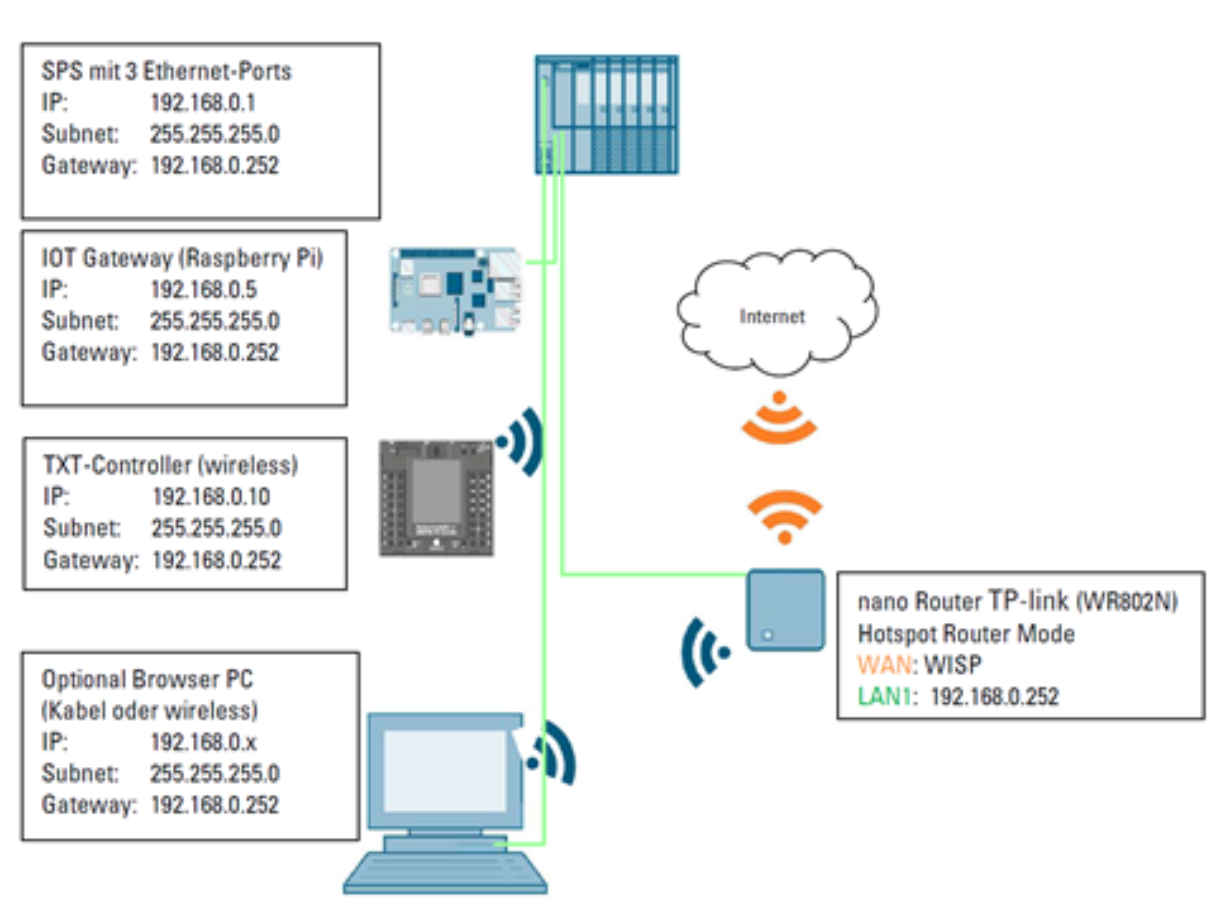 SPS mit 3 Ethernet-Ports
IP: 192.168.0.1
Subnet: 255.255.255.0
Gateway: 192.168.0.252
IOT Gateway (Raspberry Pi)
IP: 192.168.0.5
Subnet: 255.255.255.0
Gateway: 192.168.0.252
Internet
TXT-Controller (wireless)
IP: 192.168.0.10
Subnet: 255.255.255.0
Gateway: 192.168.0.252
nano Router TP-link (WR802N)
Hotspot Router Mode
WAN: WISP
LAN1: 192.168.0.252
Optional Browser PC
(Kabel oder wireless)
IP: 192.168.0.x
Subnet: 255.255.255.0
Gateway: 192.168.0.252